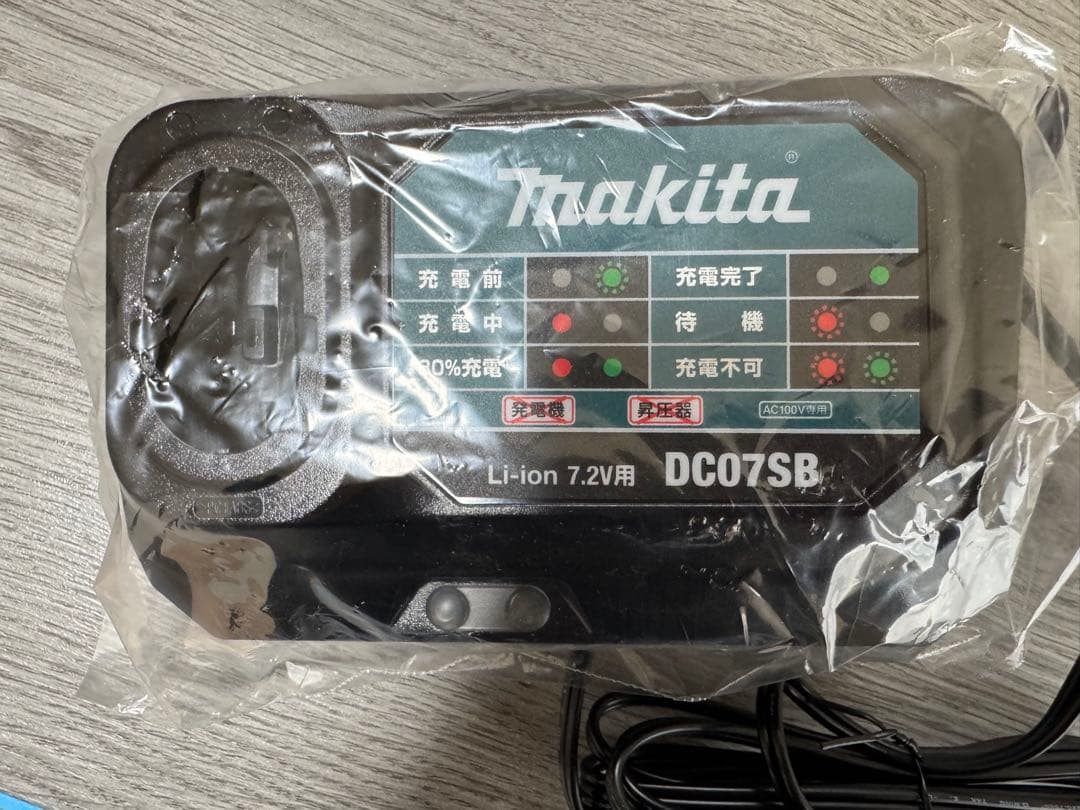 makita®
充電前 充電完了
充電中 待機
80%充電 充電不可
発電機 昇圧器 AC100V専用
Li-ion 7.2V用 DC07SB